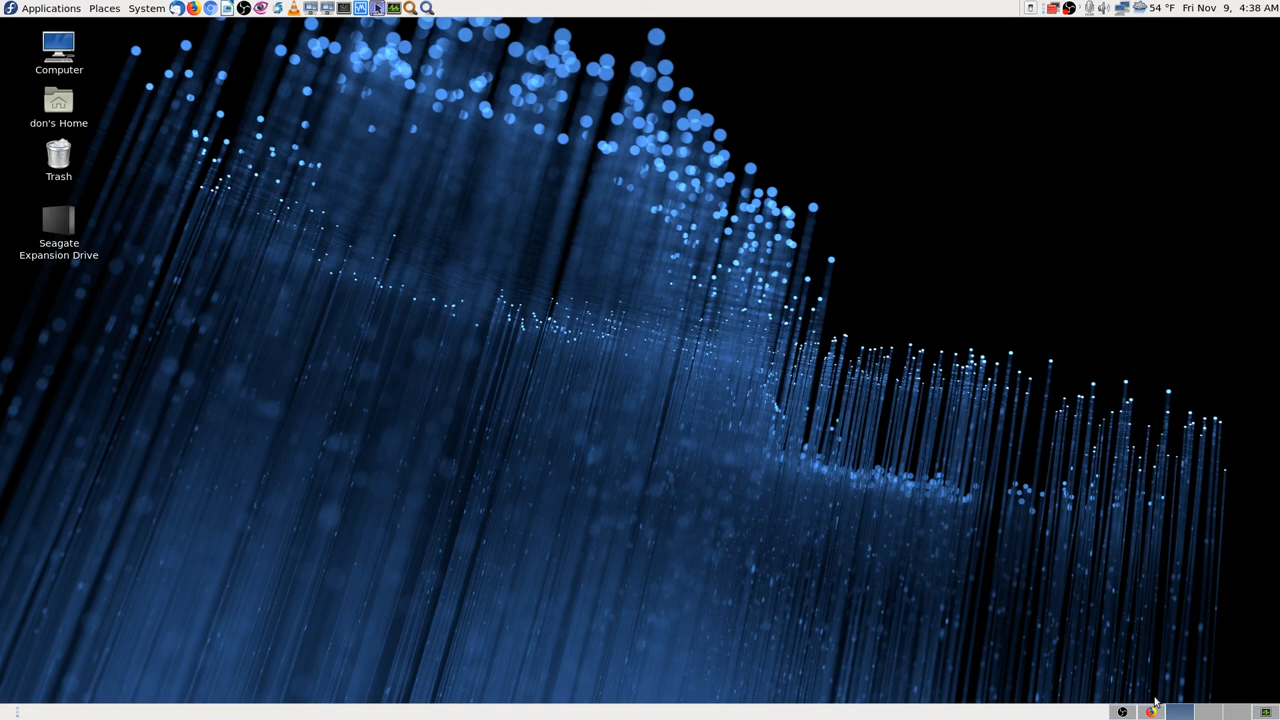 Applications Places System 54 °F Fri Nov 9, 4:38 AM
Computer
don's Home
Trash
Seagate
Expansion Drive